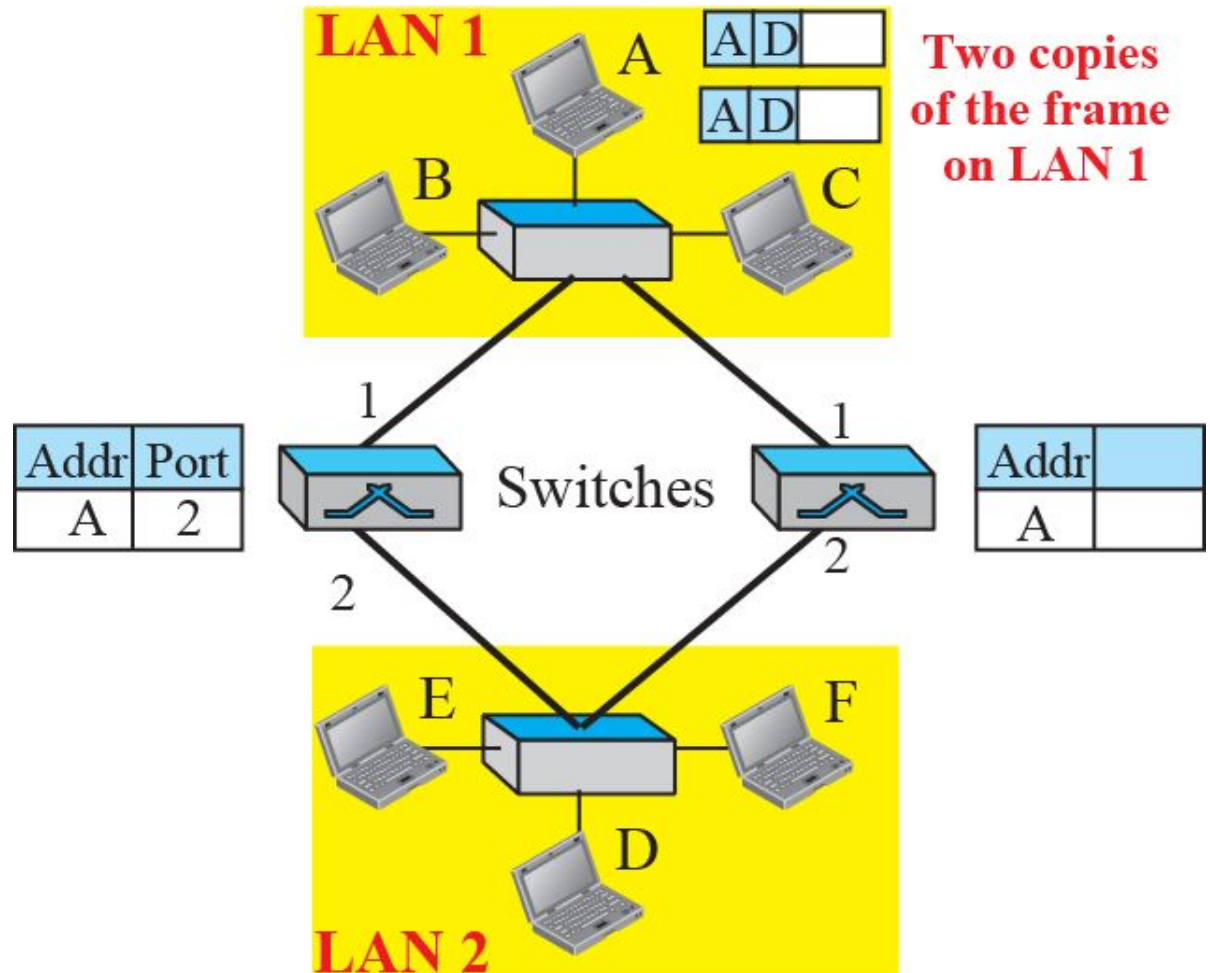 LAN 1
A
A D
A D
Two copies
of the frame
on LAN 1
B
C
1
1
Addr Port
A 2
Switches
Addr
A
2
2
E
F
D
LAN 2